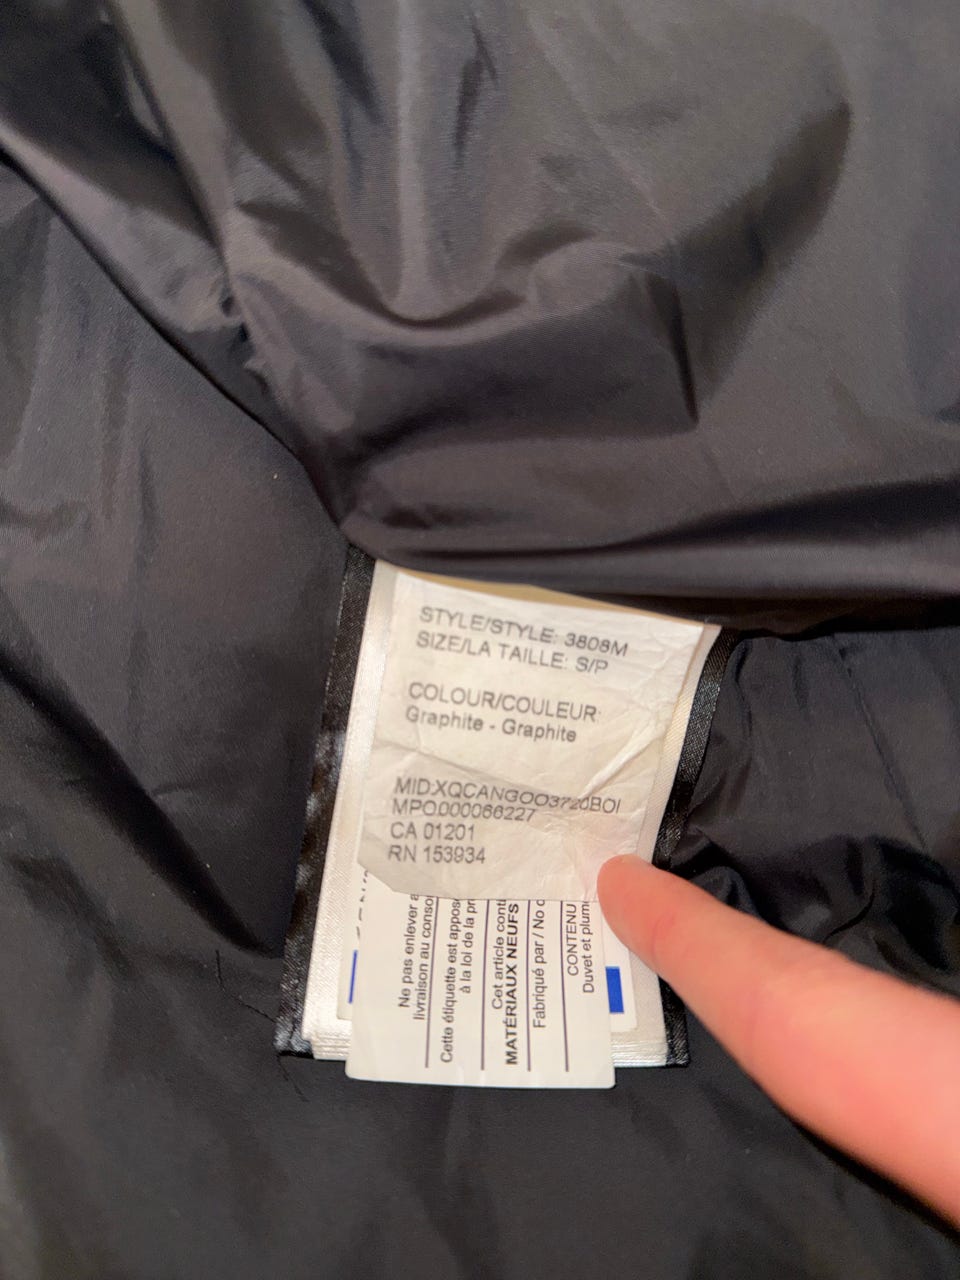 STYLE/STYLE: 3808M
SIZE/LA TAILLE: S/P
COLOUR/COULEUR:
Graphite - Graphite
MID:XQCANGOO3720BOI
MPO.000066227
CA 01201
RN 153934
Ne pas enlever
livraison au conso
Cette étiquette est appos
à la loi de la pr
Cet article conti
MATÉRIAUX NEUFS
Fabriqué par / No
CONTENU
Duvet et plum